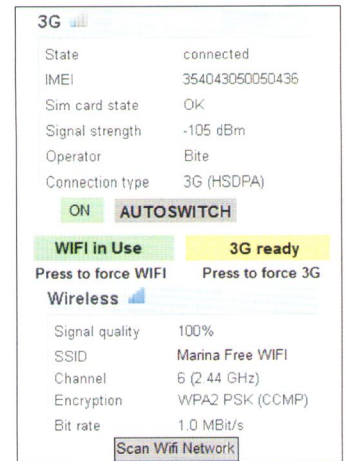 3G
State connected
IMEI 354043050050436
Sim card state OK
Signal strength -105 dBm
Operator Bite
Connection type 3G (HSDPA)
ON AUTOSWITCH
WIFI in Use 3G ready
Press to force WIFI Press to force 3G
Wireless
Signal quality 100%
SSID Marina Free WIFI
Channel 6 (2.44 GHz)
Encryption WPA2 PSK (CCMP)
Bit rate 1.0 MBit/s
Scan Wifi Network